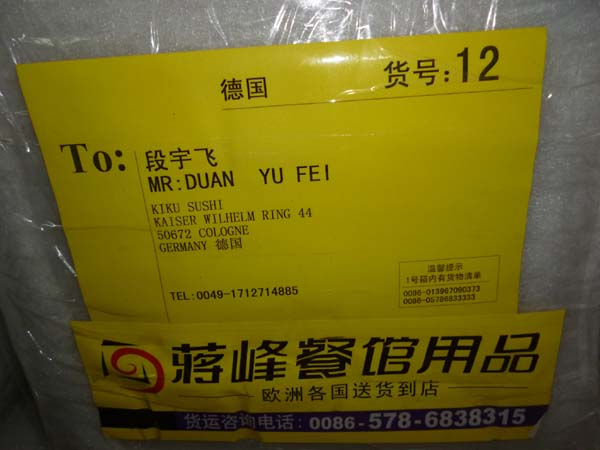 德国
货号:12
To: 段宇飞
MR:DUAN YU FEI
KIKU SUSHI
KAISER WILHELM RING 44
50672 COLOGNE
GERMANY 德国
温馨提示
1号箱内有货物清单
0086-013967090373
0086-05786833333
TEL:0049-1712714885
蒋峰餐馆用品
欧洲各国送货到店
货运咨询电话: 0086-578-6838315